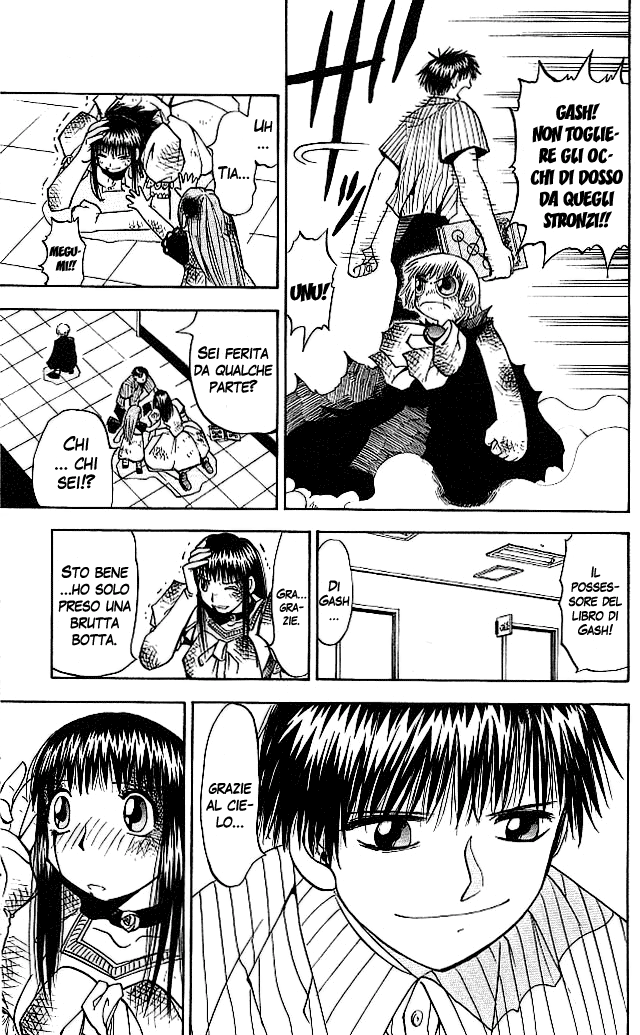 GASH!
NON TOGLIE-
RE GLI OC-
CHI DI DOSSO
DA QUEGLI
STRONZI!!
UNU!
UH
...
TIA...
MEGU-
MI!!
SEI FERITA
DA QUALCHE
PARTE?
CHI
... CHI
SEI!?
IL
POSSES-
SORE DEL
LIBRO DI
GASH!
DI
GASH
...
GRA...
GRA-
ZIE.
STO BENE
...HO SOLO
PRESO UNA
BRUTTA
BOTTA.
GRAZIE
AL CIE-
LO...